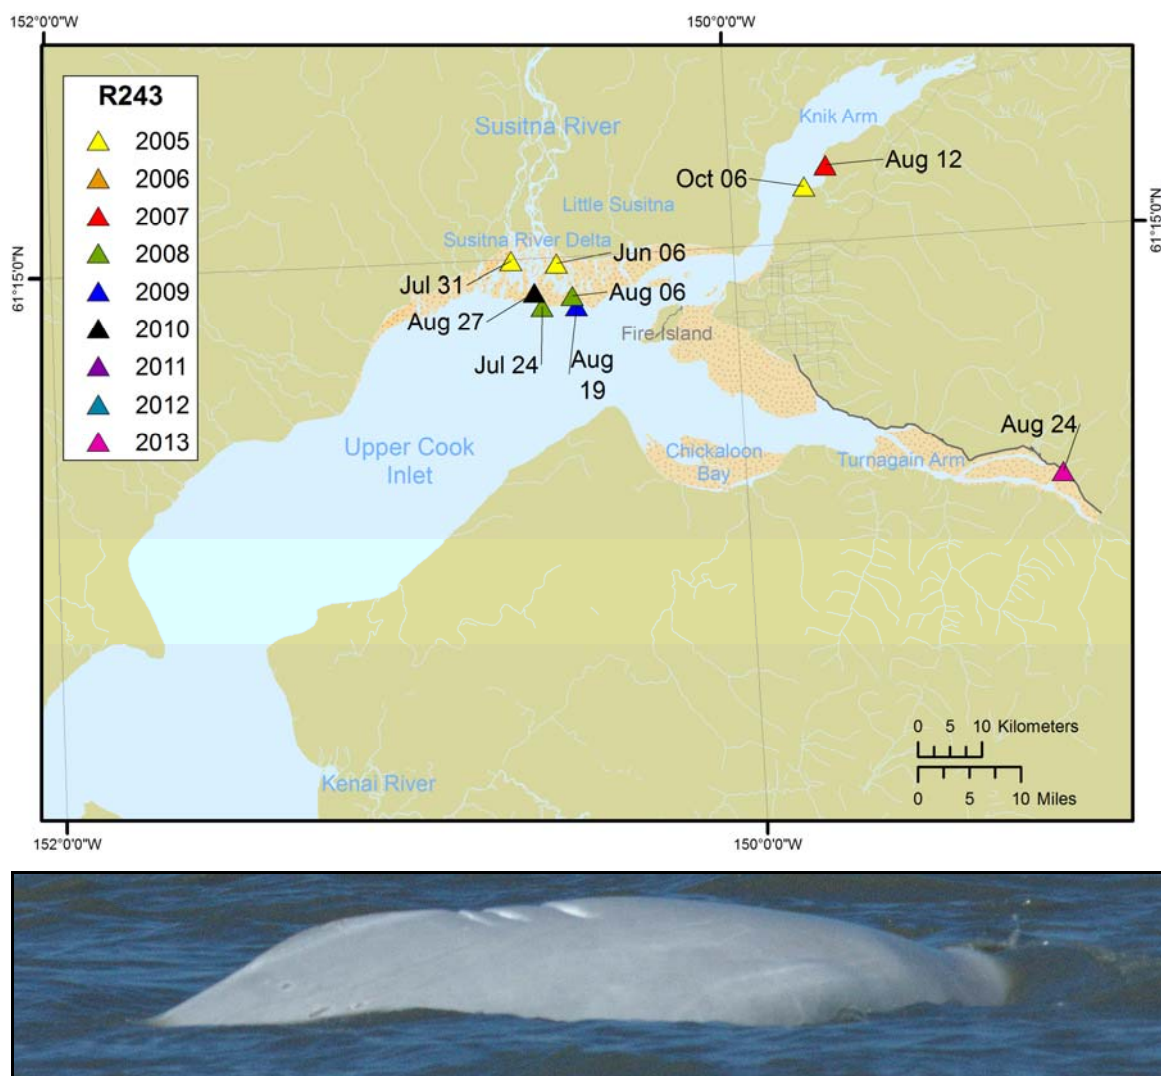 152°0'0"W
150°0'0"W
R243
2005
2006
2007
2008
2009
2010
2011
2012
2013
Susitna River
Knik Arm
Aug 12
Oct 06
Little Susitna
Susitna River Delta
Jun 06
Jul 31
Aug 06
Aug 27
Jul 24
Aug
19
Fire Island
61°15'0"N
61°15'0"N
Upper Cook
Inlet
Chickaloon
Bay
Turnagain Arm
Aug 24
Kenai River
0 5 10 Kilometers
0 5 10 Miles
152°0'0"W
150°0'0"W